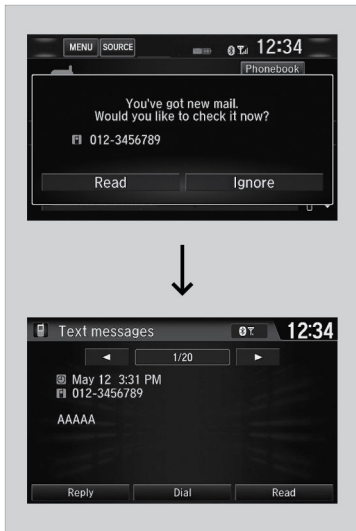 MENU SOURCE 12:34
Phonebook
You've got new mail.
Would you like to check it now?
012-3456789
Read Ignore
Text messages 12:34
1/20
May 12 3:31 PM
012-3456789
AAAAA
Reply Dial Read